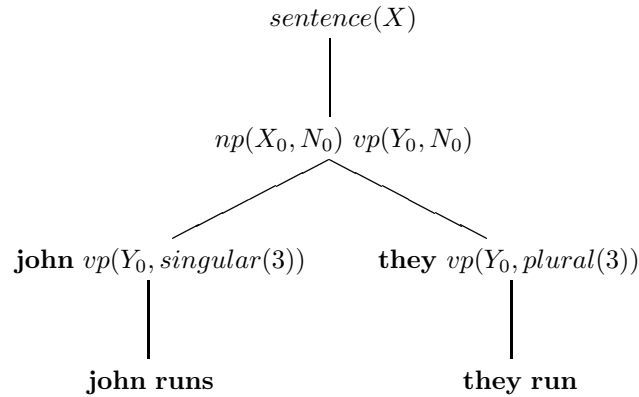 sentence(X)
np(X₀, N₀) vp(Y₀, N₀)
john vp(Y₀, singular(3)) they vp(Y₀, plural(3))
john runs they run